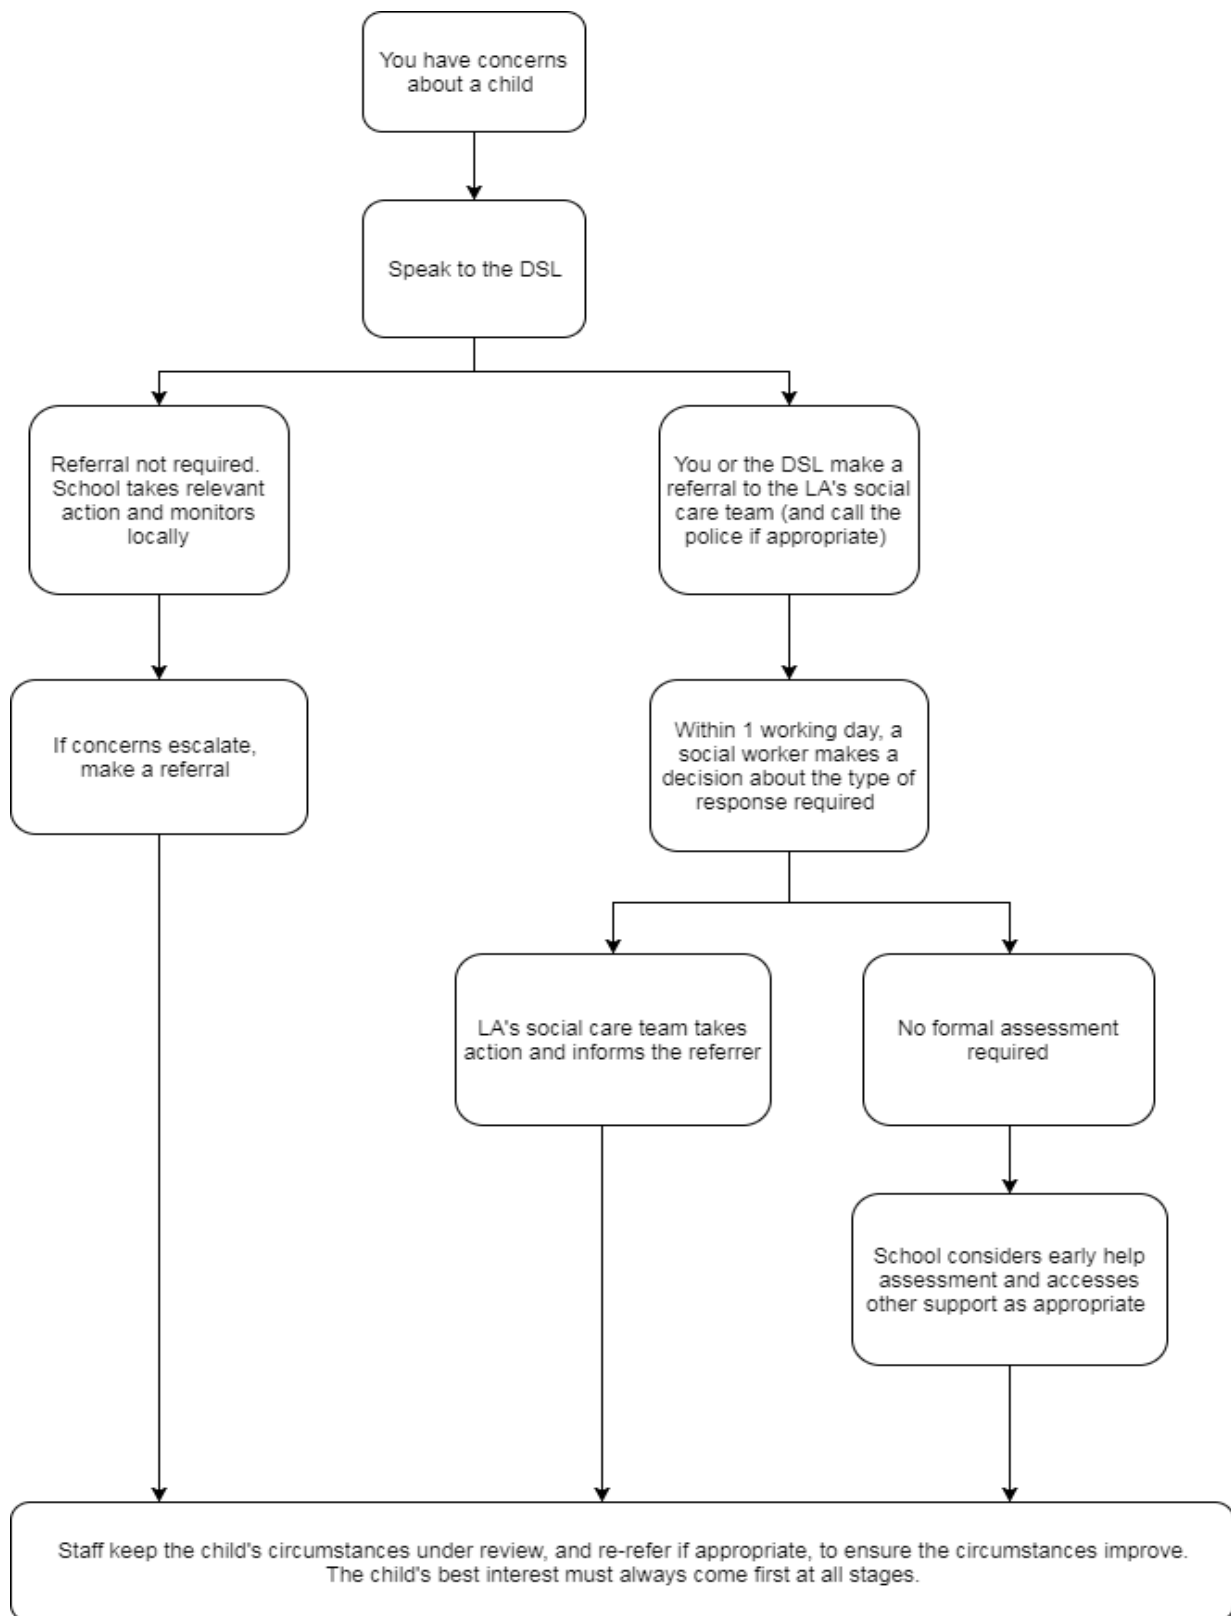 You have concerns
about a child
Speak to the DSL
Referral not required.
School takes relevant
action and monitors
locally
You or the DSL make a
referral to the LA's social
care team (and call the
police if appropriate)
If concerns escalate,
make a referral
Within 1 working day, a
social worker makes a
decision about the type of
response required
LA's social care team takes
action and informs the referrer
No formal assessment
required
School considers early help
assessment and accesses
other support as appropriate
Staff keep the child's circumstances under review, and re-refer if appropriate, to ensure the circumstances improve.
The child's best interest must always come first at all stages.